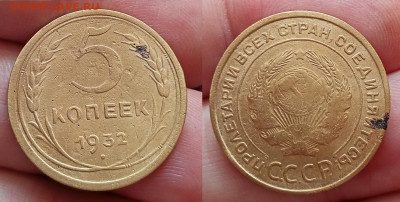 5
КОПЕЕК
1932
ПРОЛЕТАРИИ ВСЕХ СТРАН, СОЕДИНЯЙТЕСЬ!
СССР